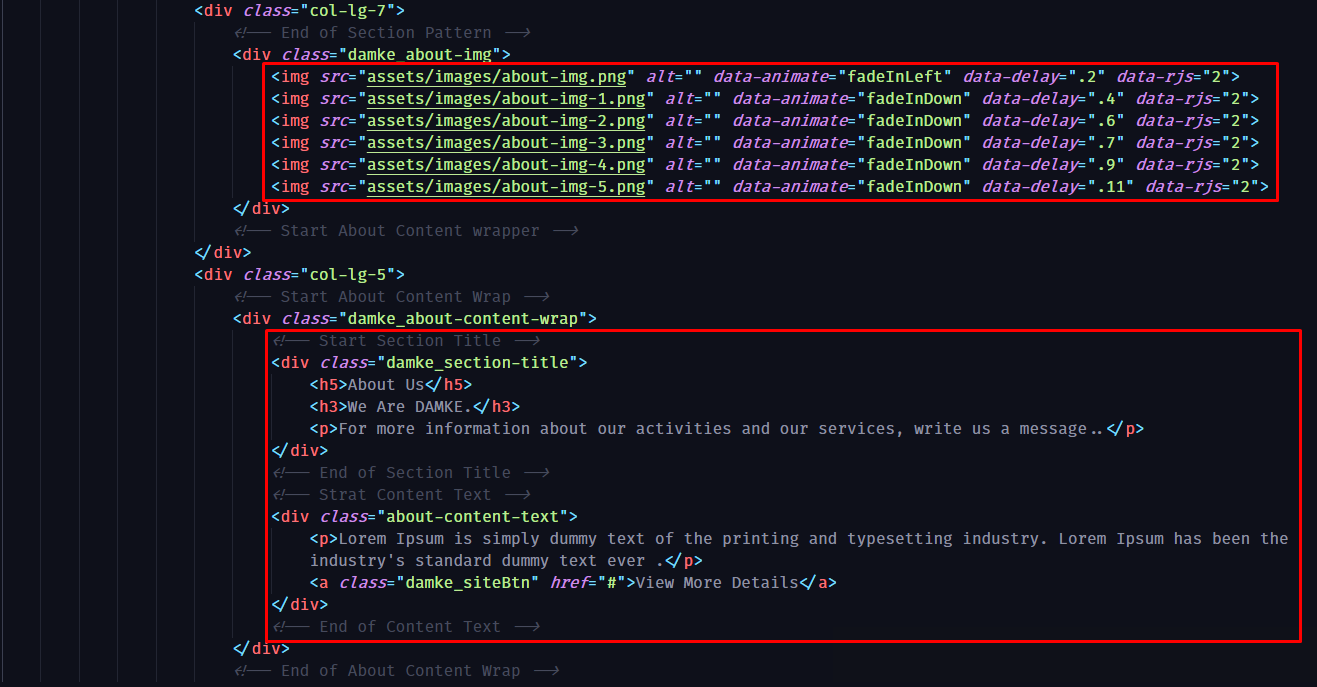 <div class="col-lg-7">
<!-- End of Section Pattern -->
<div class="damke_about-img">
<img src="assets/images/about-img.png" alt="" data-animate="fadeInLeft" data-delay=".2" data-rjs="2">
<img src="assets/images/about-img-1.png" alt="" data-animate="fadeInDown" data-delay=".4" data-rjs="2">
<img src="assets/images/about-img-2.png" alt="" data-animate="fadeInDown" data-delay=".6" data-rjs="2">
<img src="assets/images/about-img-3.png" alt="" data-animate="fadeInDown" data-delay=".7" data-rjs="2">
<img src="assets/images/about-img-4.png" alt="" data-animate="fadeInDown" data-delay=".9" data-rjs="2">
<img src="assets/images/about-img-5.png" alt="" data-animate="fadeInDown" data-delay=".11" data-rjs="2">
</div>
<!-- Start About Content wrapper -->
</div>
<div class="col-lg-5">
<!-- Start About Content Wrap -->
<div class="damke_about-content-wrap">
<!-- Start Section Title -->
<div class="damke_section-title">
<h5>About Us</h5>
<h3>We Are DAMKE.</h3>
<p>For more information about our activities and our services, write us a message..</p>
</div>
<!-- End of Section Title -->
<!-- Strat Content Text -->
<div class="about-content-text">
<p>Lorem Ipsum is simply dummy text of the printing and typesetting industry. Lorem Ipsum has been the
industry's standard dummy text ever .</p>
<a class="damke_siteBtn" href="#">View More Details</a>
</div>
<!-- End of Content Text -->
</div>
<!-- End of About Content Wrap -->